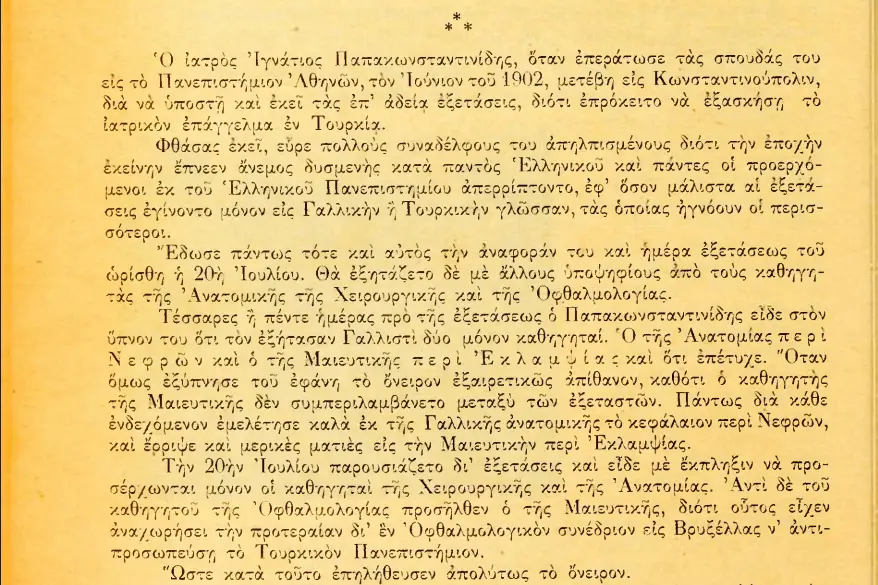 ***
Ὁ ἰατρὸς Ἰγνάτιος Παπακωνσταντινίδης, ὅταν ἐπεράτωσε τὰς σπουδάς του
εἰς τὸ Πανεπιστήμιον Ἀθηνῶν, τὸν Ἰούνιον τοῦ 1902, μετέβη εἰς Κωνσταντινούπολιν,
διὰ νὰ ὑποστῇ καὶ ἐκεῖ τὰς ἐπ' ἀδείᾳ ἐξετάσεις, διότι ἐπρόκειτο νὰ ἐξασκήσῃ τὸ
ἰατρικὸν ἐπάγγελμα ἐν Τουρκίᾳ.
Φθάσας ἐκεῖ, εὗρε πολλοὺς συναδέλφους του ἀπηλπισμένους διότι τὴν ἐποχὴν
ἐκείνην ἔπνεεν ἄνεμος δυσμενὴς κατὰ παντὸς Ἑλληνικοῦ καὶ πάντες οἱ προερχό-
μενοι ἐκ τοῦ Ἑλληνικοῦ Πανεπιστημίου ἀπερρίπτοντο, ἐφ' ὅσον μάλιστα αἱ ἐξετά-
σεις ἐγίνοντο μόνον εἰς Γαλλικὴν ἢ Τουρκικὴν γλῶσσαν, τὰς ὁποίας ἠγνόουν οἱ περισ-
σότεροι.
Ἔδωσε πάντως τότε καὶ αὐτὸς τὴν ἀναφοράν του καὶ ἡμέρα ἐξετάσεως τοῦ
ὡρίσθη ἡ 20ὴ Ἰουλίου. Θὰ ἐξητάζετο δὲ μὲ ἄλλους ὑποψηφίους ἀπὸ τοὺς καθηγη-
τὰς τῆς Ἀνατομικῆς τῆς Χειρουργικῆς καὶ τῆς Ὀφθαλμολογίας.
Τέσσαρες ἢ πέντε ἡμέρας πρὸ τῆς ἐξετάσεως ὁ Παπακωνσταντινίδης εἶδε στὸν
ὕπνον του ὅτι τὸν ἐξήτασαν Γαλλιστὶ δύο μόνον καθηγηταί. Ὁ τῆς Ἀνατομίας περὶ
Νεφρῶν καὶ ὁ τῆς Μαιευτικῆς περὶ Ἐκλαμψίας καὶ ὅτι ἐπέτυχε. Ὅταν
ὅμως ἐξύπνησε τοῦ ἐφάνη τὸ ὄνειρον ἐξαιρετικῶς ἀπίθανον, καθότι ὁ καθηγητὴς
τῆς Μαιευτικῆς δὲν συμπεριλαμβάνετο μεταξὺ τῶν ἐξεταστῶν. Πάντως διὰ κάθε
ἐνδεχόμενον ἐμελέτησε καλὰ ἐκ τῆς Γαλλικῆς ἀνατομικῆς τὸ κεφάλαιον περὶ Νεφρῶν,
καὶ ἔρριψε καὶ μερικὲς ματιὲς εἰς τὴν Μαιευτικὴν περὶ Ἐκλαμψίας.
Τὴν 20ὴν Ἰουλίου παρουσιάζετο δι' ἐξετάσεις καὶ εἶδε μὲ ἔκπληξιν νὰ προ-
σέρχωνται μόνον οἱ καθηγηταὶ τῆς Χειρουργικῆς καὶ τῆς Ἀνατομίας. Ἀντὶ δὲ τοῦ
καθηγητοῦ τῆς Ὀφθαλμολογίας προσῆλθεν ὁ τῆς Μαιευτικῆς, διότι οὗτος εἶχεν
ἀναχωρήσει τὴν προτεραίαν δι' ἓν Ὀφθαλμολογικὸν συνέδριον εἰς Βρυξέλλας ν' ἀντι-
προσωπεύσῃ τὸ Τουρκικὸν Πανεπιστήμιον.
Ὥστε κατὰ τοῦτο ἐπηλήθευσεν ἀπολύτως τὸ ὄνειρον.